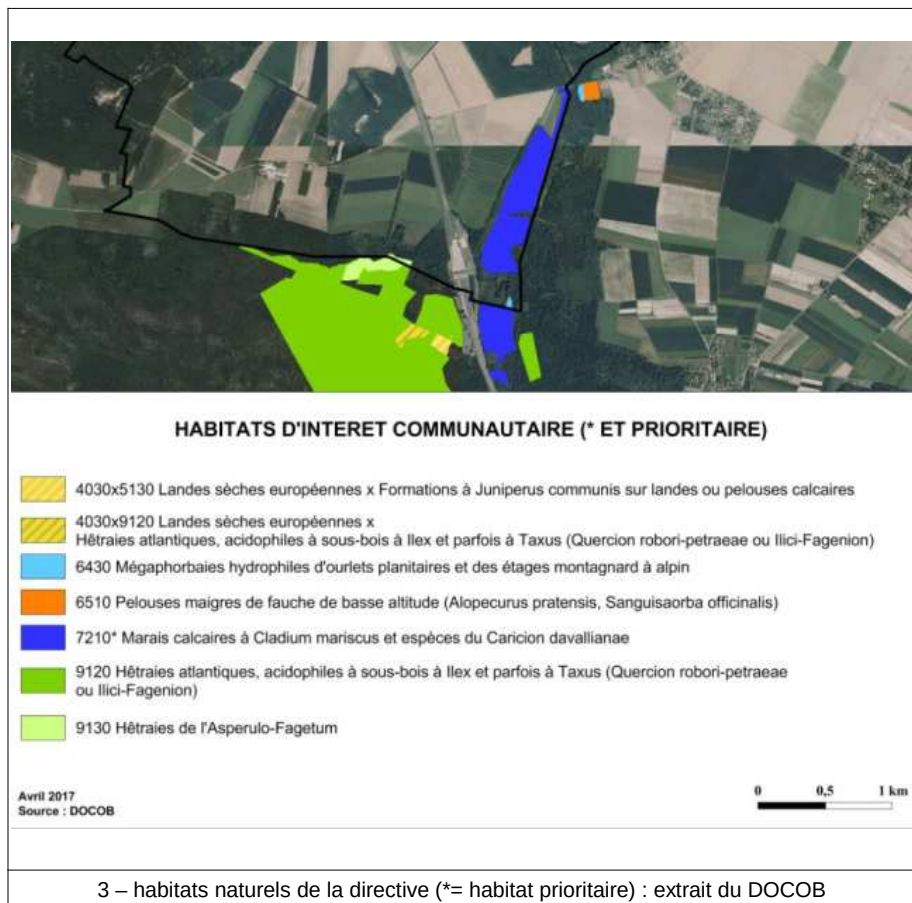 HABITATS D'INTERET COMMUNAUTAIRE (* ET PRIORITAIRE)
4030x5130 Landes sèches européennes x Formations à Juniperus communis sur landes ou pelouses calcaires
4030x9120 Landes sèches européennes x
Hêtraies atlantiques, acidophiles à sous-bois à Ilex et parfois à Taxus (Quercion robori-petraeae ou Ilici-Fagenion)
6430 Mégaphorbaies hydrophiles d'ourlets planitaires et des étages montagnard à alpin
6510 Pelouses maigres de fauche de basse altitude (Alopecurus pratensis, Sanguisaorba officinalis)
7210* Marais calcaires à Cladium mariscus et espèces du Caricion davallianae
9120 Hêtraies atlantiques, acidophiles à sous-bois à Ilex et parfois à Taxus (Quercion robori-petraeae
ou Ilici-Fagenion)
9130 Hêtraies de l'Asperulo-Fagetum
Avril 2017
Source : DOCOB
0 0,5 1 km
3 – habitats naturels de la directive (*= habitat prioritaire) : extrait du DOCOB